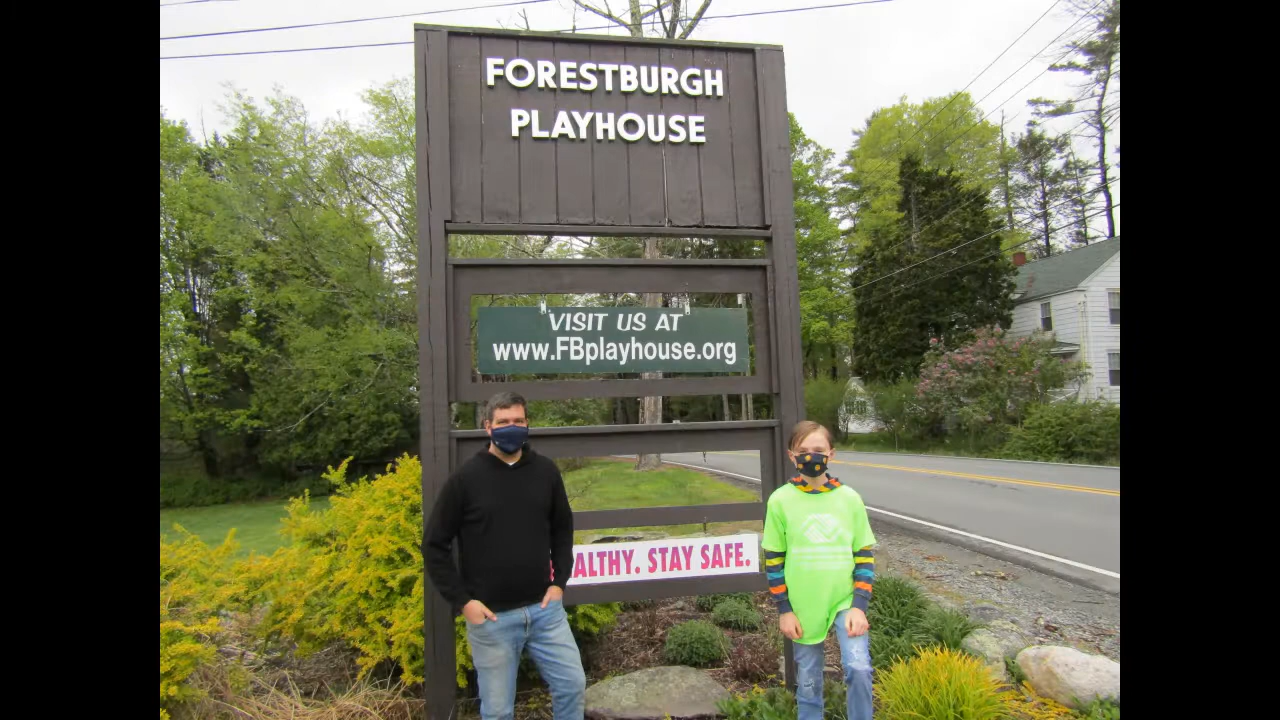 FORESTBURGH
PLAYHOUSE
VISIT US AT
www.FBplayhouse.org
ALTHY. STAY SAFE.